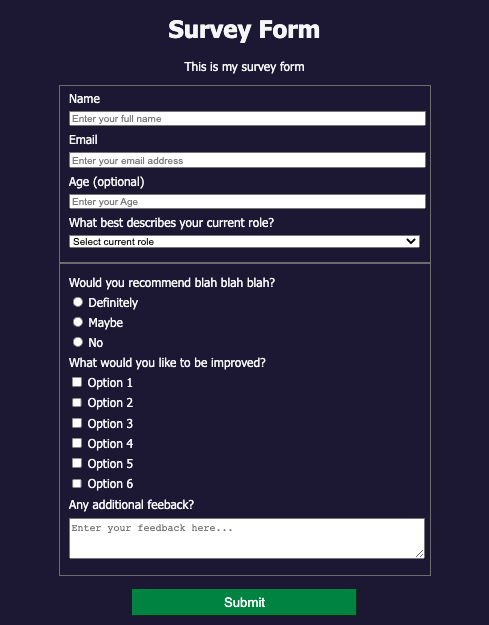 Survey Form
This is my survey form
Name
Enter your full name
Email
Enter your email address
Age (optional)
Enter your Age
What best describes your current role?
Select current role
Would you recommend blah blah blah?
Definitely
Maybe
No
What would you like to be improved?
Option 1
Option 2
Option 3
Option 4
Option 5
Option 6
Any additional feeback?
Enter your feedback here...
Submit